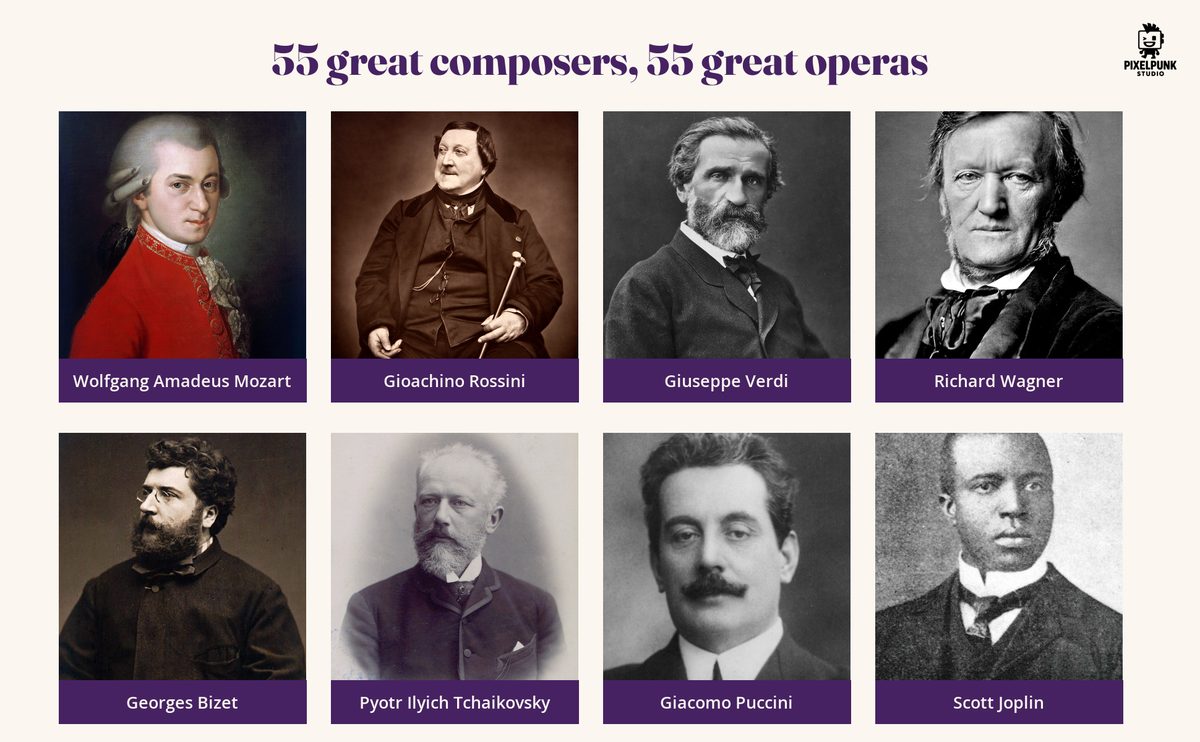 55 great composers, 55 great operas
PIXELPUNK
STUDIO
Wolfgang Amadeus Mozart
Gioachino Rossini
Giuseppe Verdi
Richard Wagner
Georges Bizet
Pyotr Ilyich Tchaikovsky
Giacomo Puccini
Scott Joplin